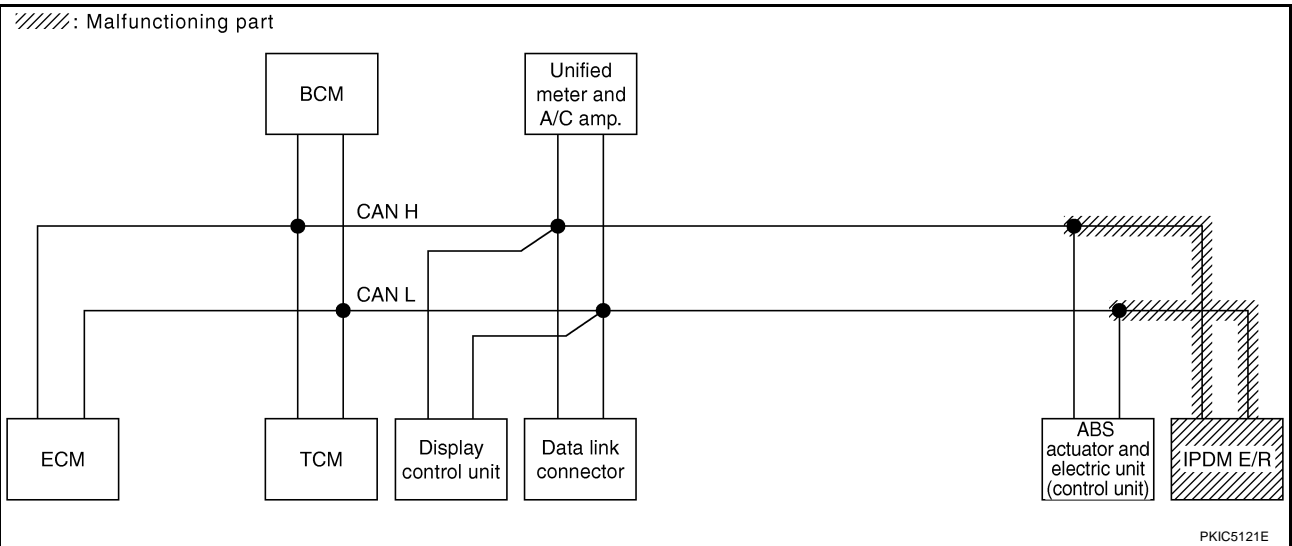 : Malfunctioning part
BCM
Unified
meter and
A/C amp.
CAN H
CAN L
ECM
TCM
Display
control unit
Data link
connector
ABS
actuator and
electric unit
(control unit)
IPDM E/R
PKIC5121E